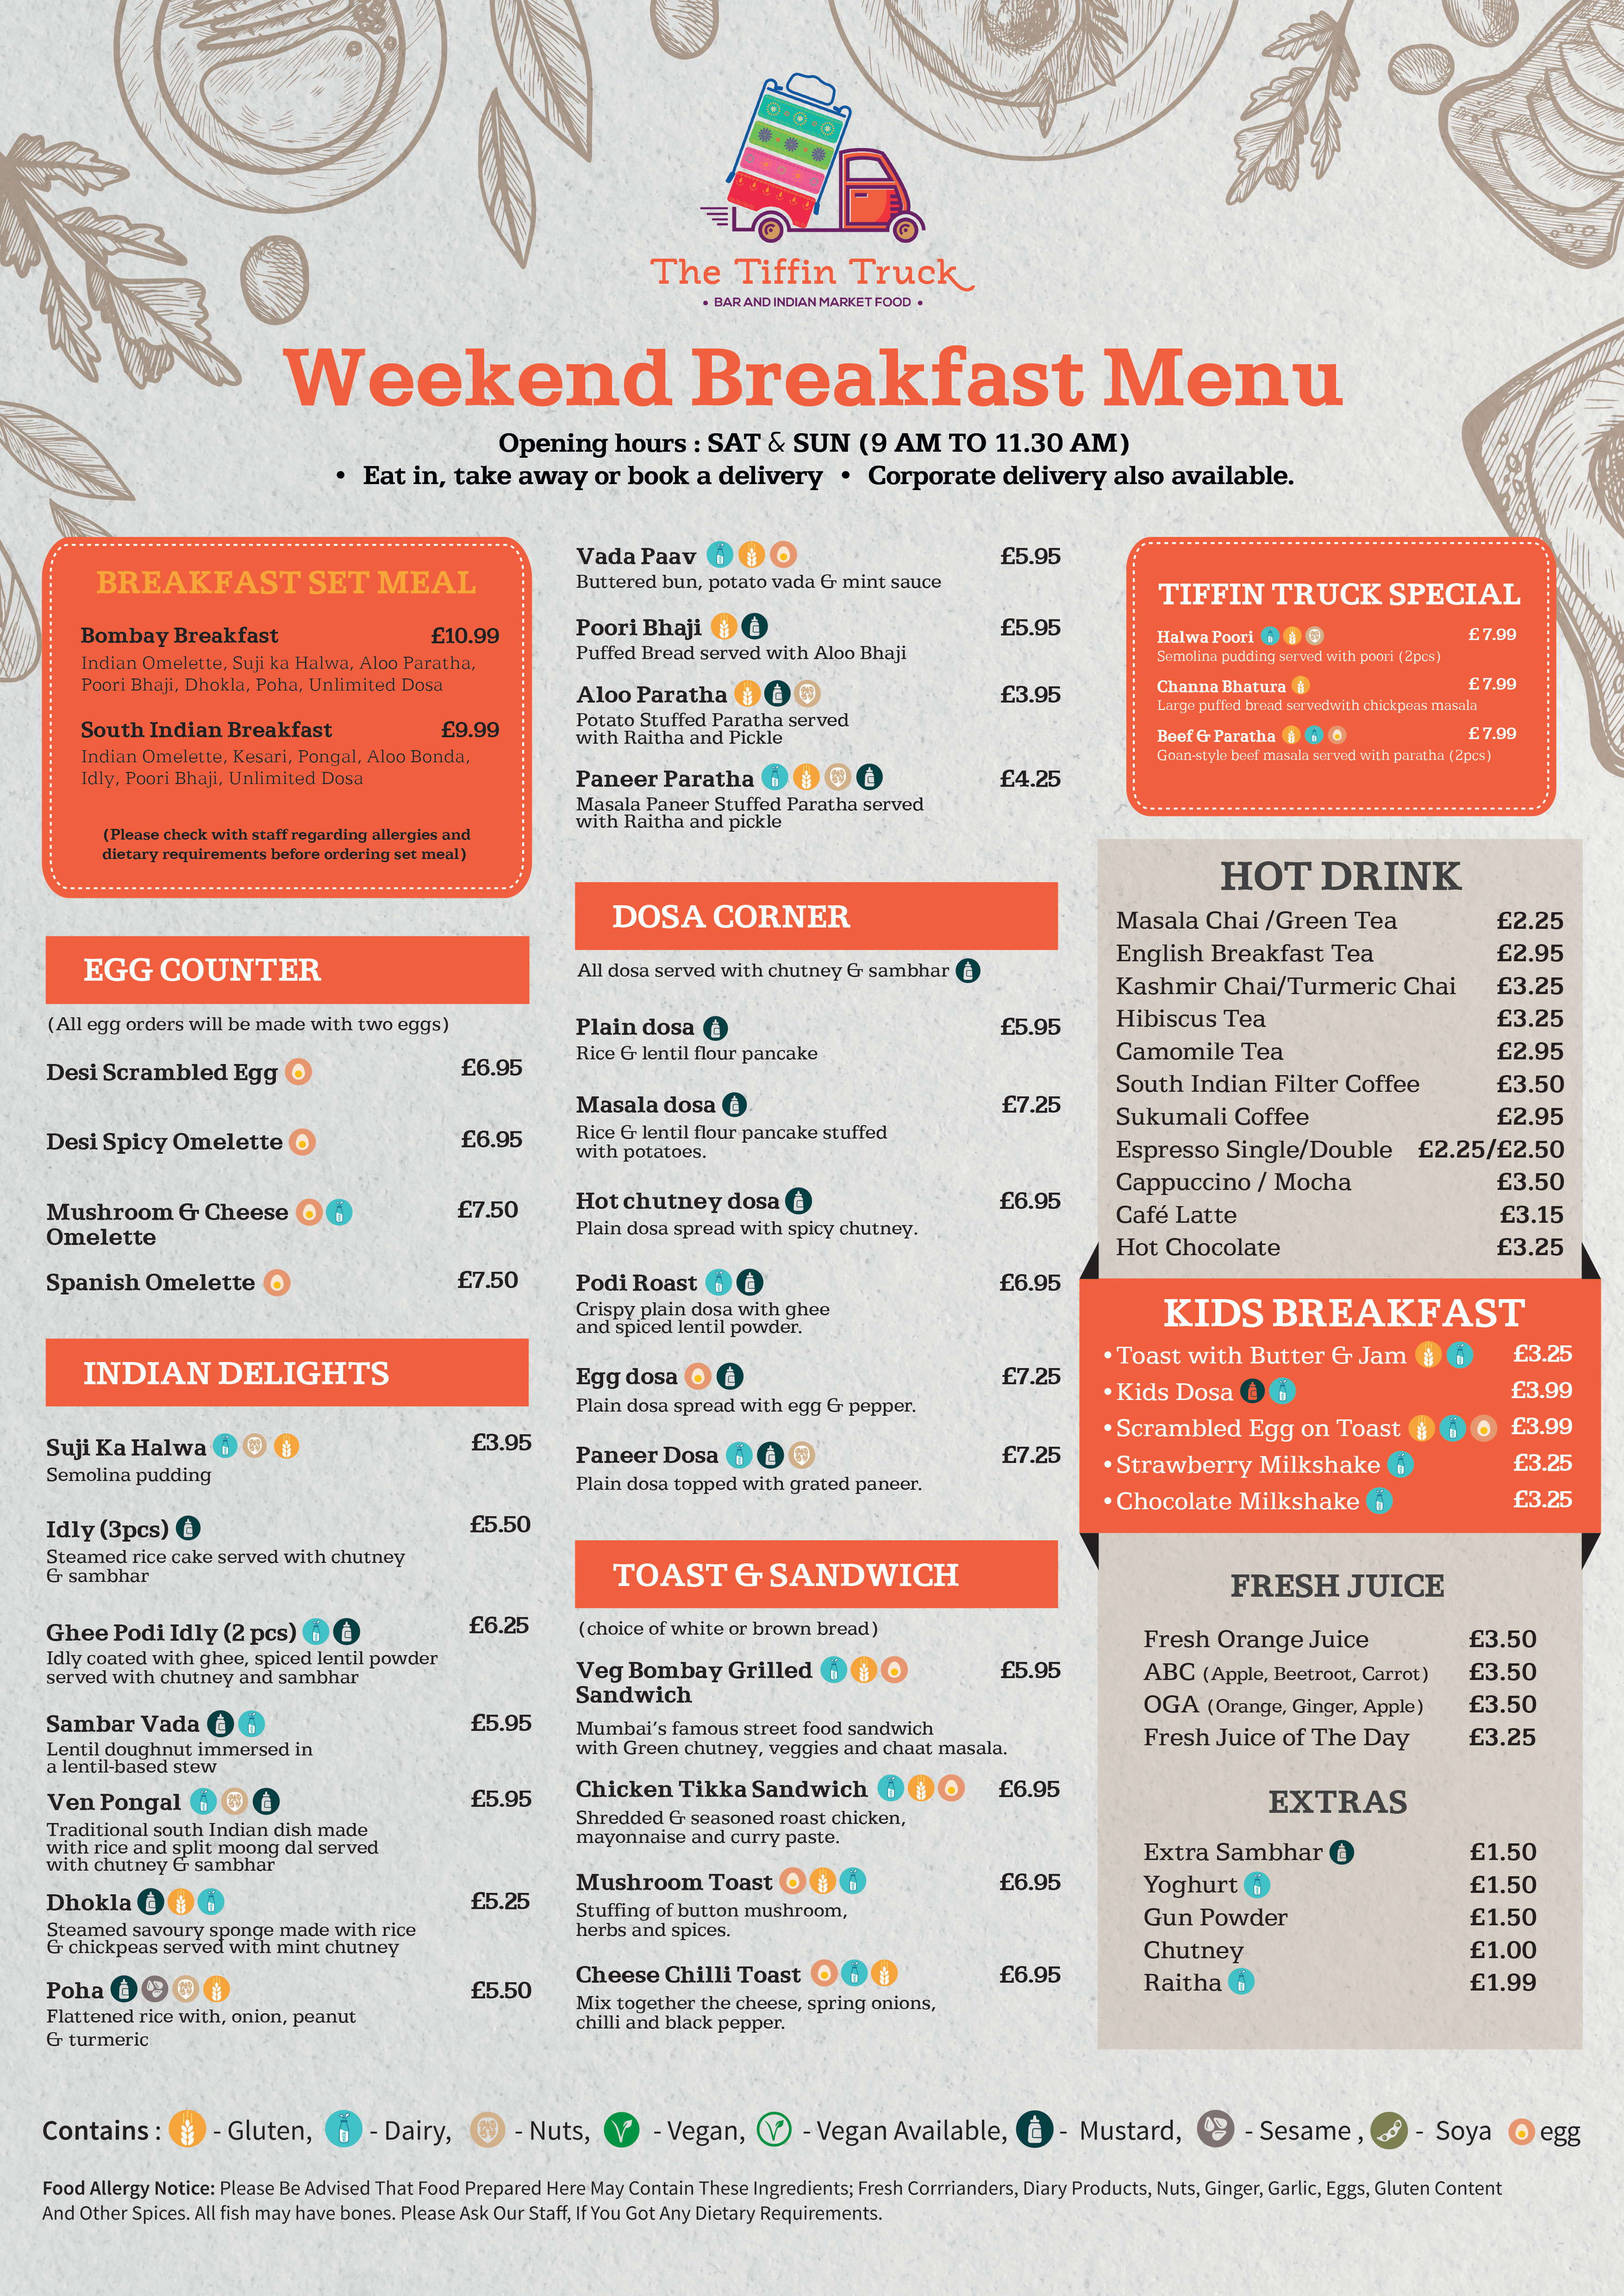 The Tiffin Truck
• BAR AND INDIAN MARKET FOOD •
Weekend Breakfast Menu
Opening hours : SAT & SUN (9 AM TO 11.30 AM)
• Eat in, take away or book a delivery • Corporate delivery also available.
BREAKFAST SET MEAL
Bombay Breakfast £10.99
Indian Omelette, Suji ka Halwa, Aloo Paratha,
Poori Bhaji, Dhokla, Poha, Unlimited Dosa
South Indian Breakfast £9.99
Indian Omelette, Kesari, Pongal, Aloo Bonda,
Idly, Poori Bhaji, Unlimited Dosa
(Please check with staff regarding allergies and
dietary requirements before ordering set meal)
EGG COUNTER
(All egg orders will be made with two eggs)
Desi Scrambled Egg £6.95
Desi Spicy Omelette £6.95
Mushroom & Cheese £7.50
Omelette
Spanish Omelette £7.50
INDIAN DELIGHTS
Suji Ka Halwa £3.95
Semolina pudding
Idly (3pcs) £5.50
Steamed rice cake served with chutney
& sambhar
Ghee Podi Idly (2 pcs) £6.25
Idly coated with ghee, spiced lentil powder
served with chutney and sambhar
Sambar Vada £5.95
Lentil doughnut immersed in
a lentil-based stew
Ven Pongal £5.95
Traditional south Indian dish made
with rice and split moong dal served
with chutney & sambhar
Dhokla £5.25
Steamed savoury sponge made with rice
& chickpeas served with mint chutney
Poha £5.50
Flattened rice with, onion, peanut
& turmeric
Vada Paav £5.95
Buttered bun, potato vada & mint sauce
Poori Bhaji £5.95
Puffed Bread served with Aloo Bhaji
Aloo Paratha £3.95
Potato Stuffed Paratha served
with Raitha and Pickle
Paneer Paratha £4.25
Masala Paneer Stuffed Paratha served
with Raitha and pickle
DOSA CORNER
All dosa served with chutney & sambhar
Plain dosa £5.95
Rice & lentil flour pancake
Masala dosa £7.25
Rice & lentil flour pancake stuffed
with potatoes.
Hot chutney dosa £6.95
Plain dosa spread with spicy chutney.
Podi Roast £6.95
Crispy plain dosa with ghee
and spiced lentil powder.
Egg dosa £7.25
Plain dosa spread with egg & pepper.
Paneer Dosa £7.25
Plain dosa topped with grated paneer.
TOAST & SANDWICH
(choice of white or brown bread)
Veg Bombay Grilled £5.95
Sandwich
Mumbai's famous street food sandwich
with Green chutney, veggies and chaat masala.
Chicken Tikka Sandwich £6.95
Shredded & seasoned roast chicken,
mayonnaise and curry paste.
Mushroom Toast £6.95
Stuffing of button mushroom,
herbs and spices.
Cheese Chilli Toast £6.95
Mix together the cheese, spring onions,
chilli and black pepper.
TIFFIN TRUCK SPECIAL
Halwa Poori £ 7.99
Semolina pudding served with poori (2pcs)
Channa Bhatura £ 7.99
Large puffed bread servedwith chickpeas masala
Beef & Paratha £ 7.99
Goan-style beef masala served with paratha (2pcs)
HOT DRINK
Masala Chai /Green Tea £2.25
English Breakfast Tea £2.95
Kashmir Chai/Turmeric Chai £3.25
Hibiscus Tea £3.25
Camomile Tea £2.95
South Indian Filter Coffee £3.50
Sukumali Coffee £2.95
Espresso Single/Double £2.25/£2.50
Cappuccino / Mocha £3.50
Café Latte £3.15
Hot Chocolate £3.25
KIDS BREAKFAST
• Toast with Butter & Jam £3.25
• Kids Dosa £3.99
• Scrambled Egg on Toast £3.99
• Strawberry Milkshake £3.25
• Chocolate Milkshake £3.25
FRESH JUICE
Fresh Orange Juice £3.50
ABC (Apple, Beetroot, Carrot) £3.50
OGA (Orange, Ginger, Apple) £3.50
Fresh Juice of The Day £3.25
EXTRAS
Extra Sambhar £1.50
Yoghurt £1.50
Gun Powder £1.50
Chutney £1.00
Raitha £1.99
Contains : - Gluten, - Dairy, - Nuts, - Vegan, - Vegan Available, - Mustard, - Sesame , - Soya egg
Food Allergy Notice: Please Be Advised That Food Prepared Here May Contain These Ingredients; Fresh Corrrianders, Diary Products, Nuts, Ginger, Garlic, Eggs, Gluten Content
And Other Spices. All fish may have bones. Please Ask Our Staff, If You Got Any Dietary Requirements.